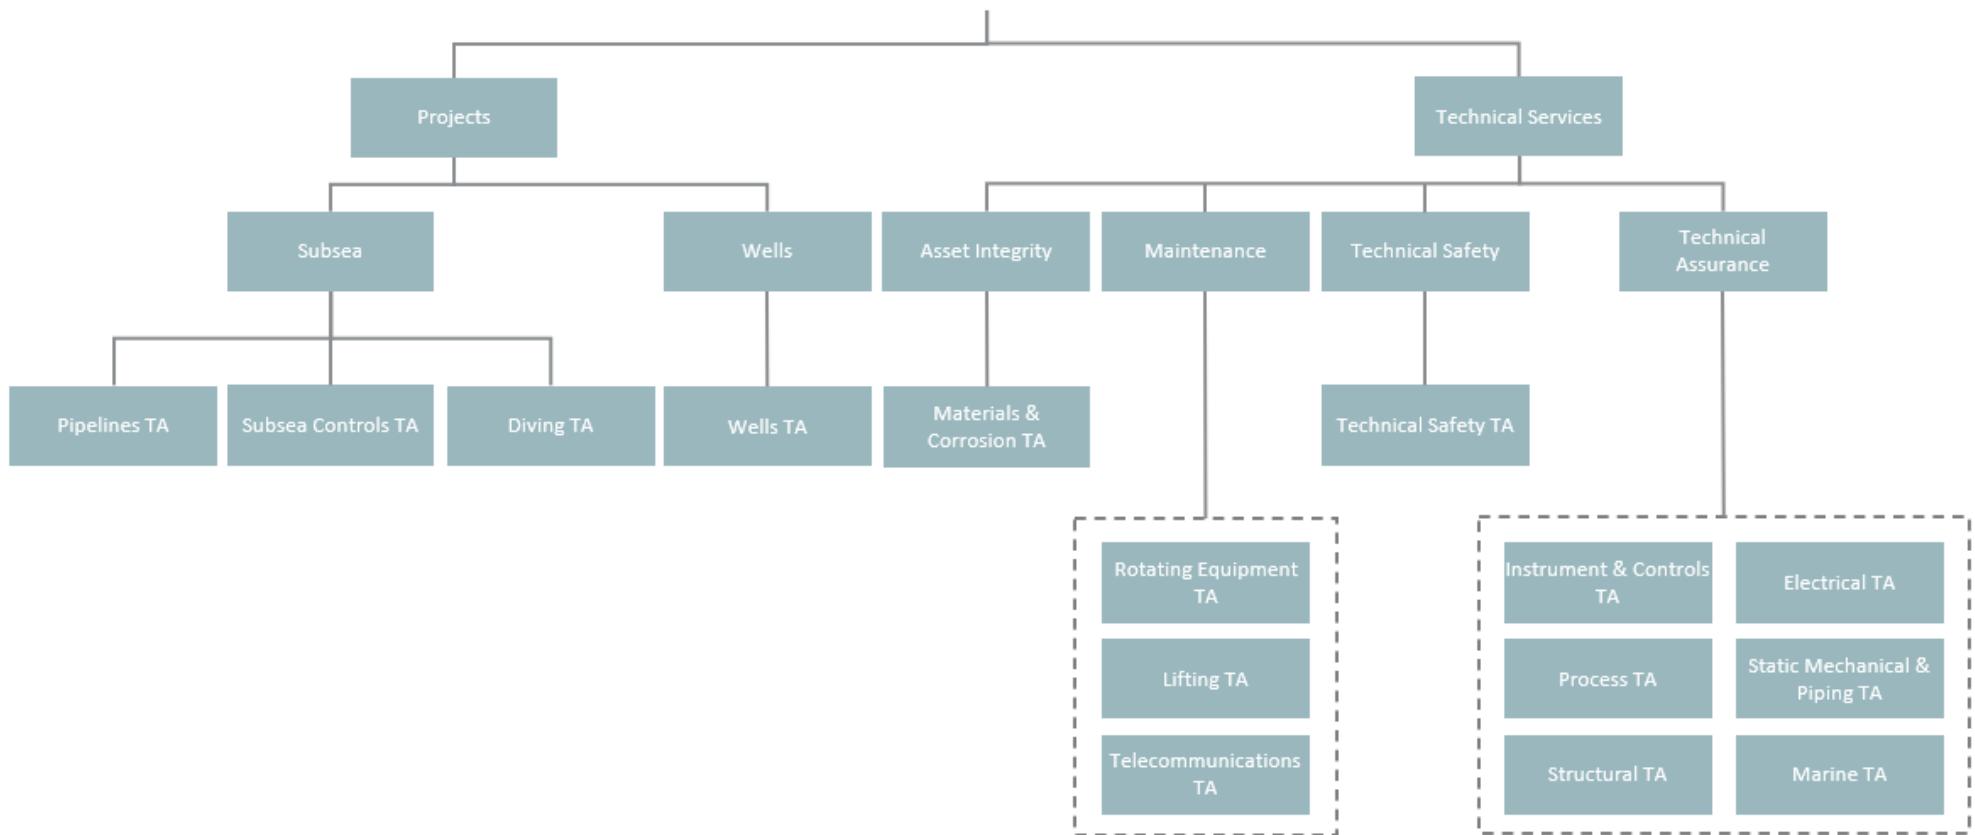 Projects
Technical Services
Subsea
Wells
Asset Integrity
Maintenance
Technical Safety
Technical
Assurance
Pipelines TA
Subsea Controls TA
Diving TA
Wells TA
Materials &
Corrosion TA
Technical Safety TA
Rotating Equipment
TA
Lifting TA
Telecommunications
TA
Instrument & Controls
TA
Electrical TA
Process TA
Static Mechanical &
Piping TA
Structural TA
Marine TA